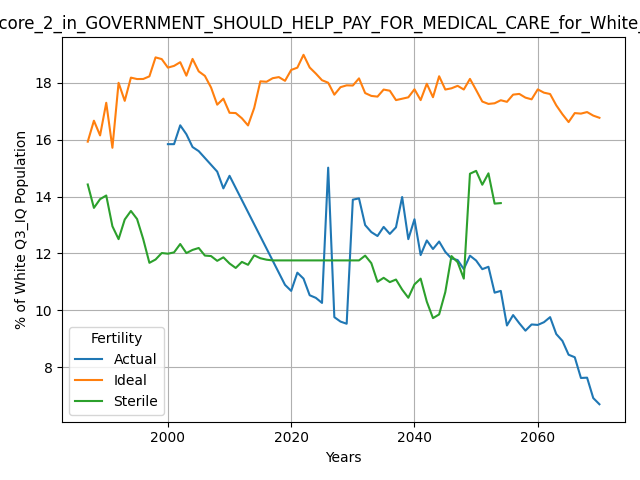 core_2_in_GOVERNMENT_SHOULD_HELP_PAY_FOR_MEDICAL_CARE_for_White_
% of White Q3_IQ Population
18
16
14
12
10
8
Fertility
Actual
Ideal
Sterile
2000 2020 2040 2060
Years